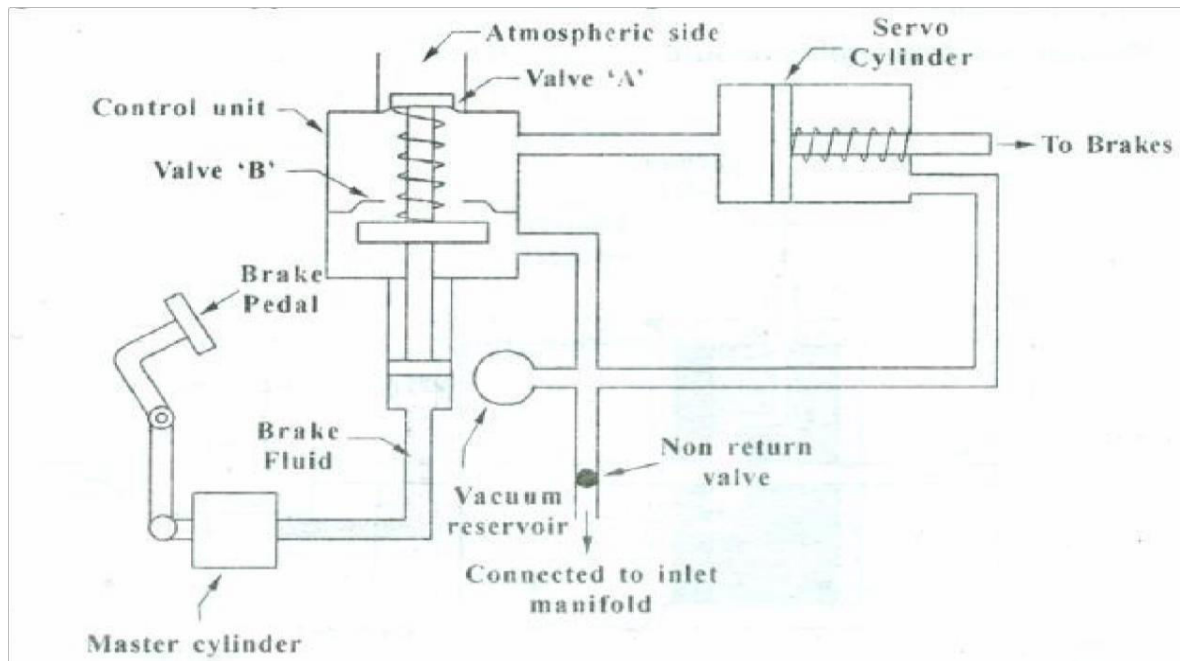 Atmospheric side
Servo
Cylinder
Valve ‘A’
Control unit
To Brakes
Valve ‘B’
Brake
Pedal
Brake
Fluid
Non return
valve
Vacuum
reservoir
Connected to inlet
manifold
Master cylinder